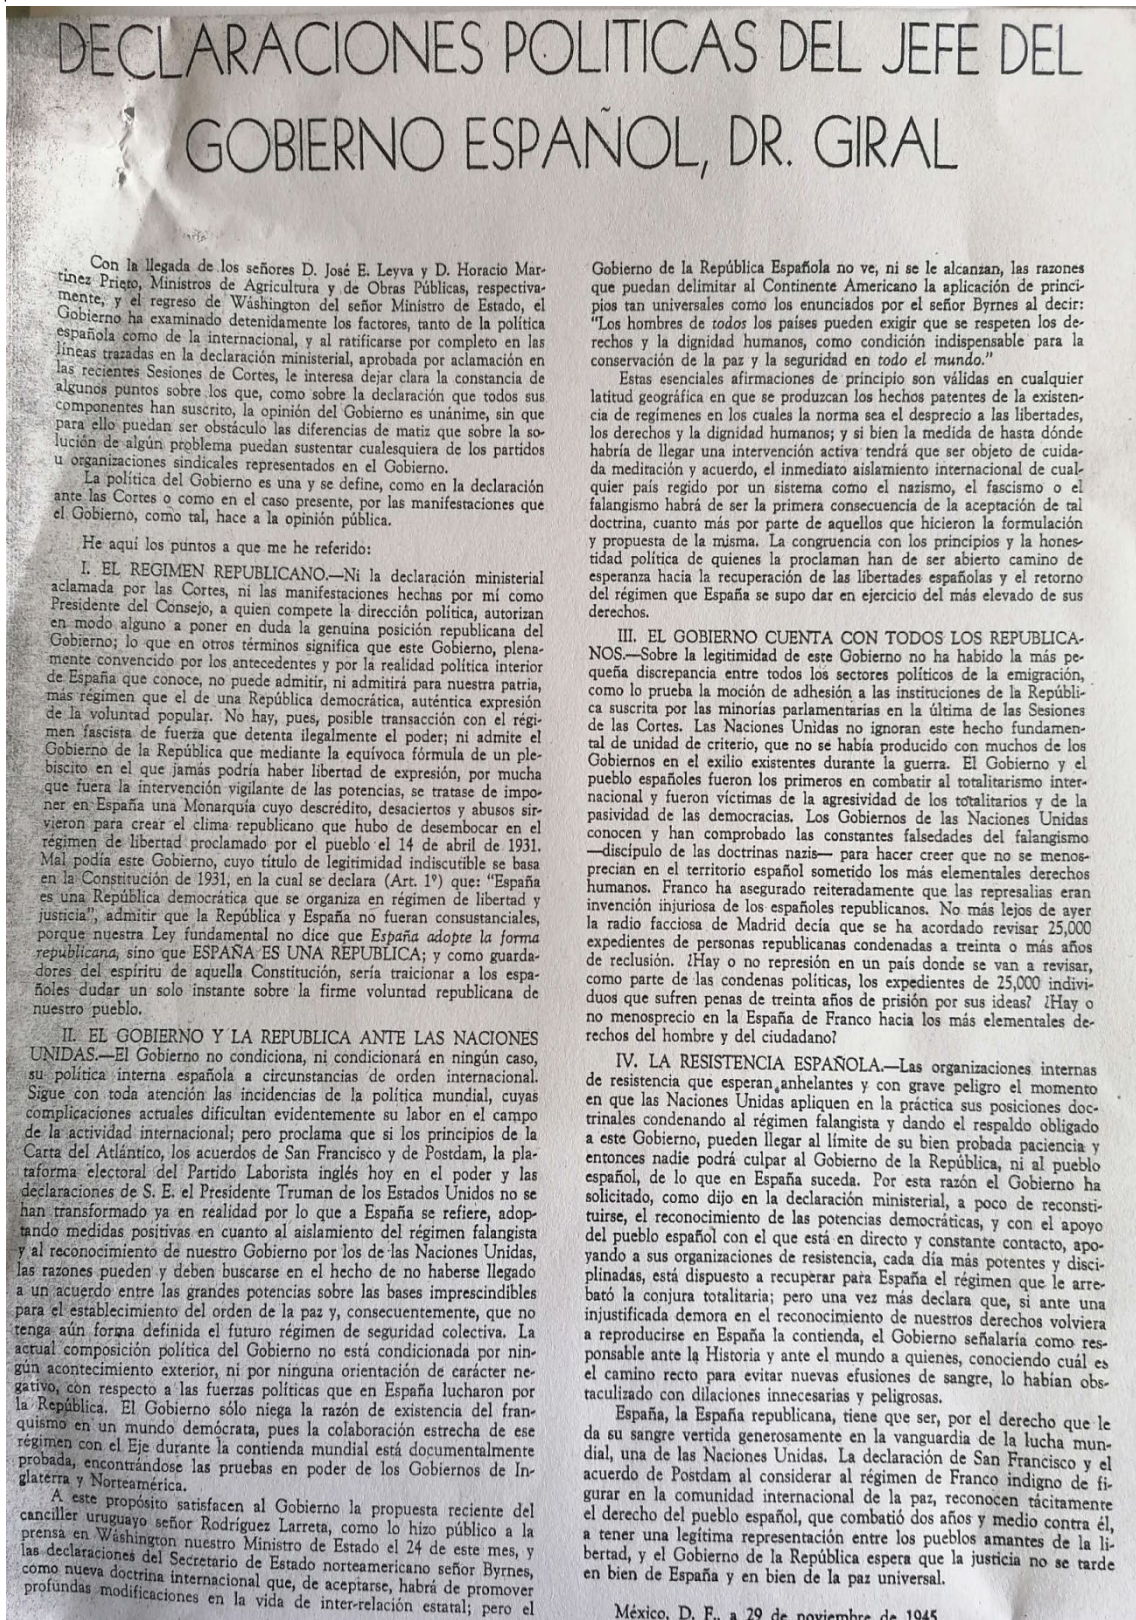 DECLARACIONES POLITICAS DEL JEFE DEL
GOBIERNO ESPAÑOL, DR. GIRAL
Con la llegada de los señores D. José E. Leyva y D. Horacio Mar-
tínez Prieto, Ministros de Agricultura y de Obras Públicas, respectiva-
mente, y el regreso de Wáshington del señor Ministro de Estado, el
Gobierno ha examinado detenidamente los factores, tanto de la política
española como de la internacional, y al ratificarse por completo en las
líneas trazadas en la declaración ministerial, aprobada por aclamación en
las recientes Sesiones de Cortes, le interesa dejar clara la constancia de
algunos puntos sobre los que, como sobre la declaración que todos sus
componentes han suscrito, la opinión del Gobierno es unánime, sin que
para ello puedan ser obstáculo las diferencias de matiz que sobre la so-
lución de algún problema puedan sustentar cualesquiera de los partidos
u organizaciones sindicales representados en el Gobierno.
La política del Gobierno es una y se define, como en la declaración
ante las Cortes o como en el caso presente, por las manifestaciones que
el Gobierno, como tal, hace a la opinión pública.
He aquí los puntos a que me he referido:
I. EL REGIMEN REPUBLICANO.—Ni la declaración ministerial
aclamada por las Cortes, ni las manifestaciones hechas por mí como
Presidente del Consejo, a quien compete la dirección política, autorizan
en modo alguno a poner en duda la genuina posición republicana del
Gobierno; lo que en otros términos significa que este Gobierno, plena-
mente convencido por los antecedentes y por la realidad política interior
de España que conoce, no puede admitir, ni admitirá para nuestra patria,
más régimen que el de una República democrática, auténtica expresión
de la voluntad popular. No hay, pues, posible transacción con el régi-
men fascista de fuerza que detenta ilegalmente el poder; ni admite el
Gobierno de la República que mediante la equívoca fórmula de un ple-
biscito en el que jamás podría haber libertad de expresión, por mucha
que fuera la intervención vigilante de las potencias, se tratase de impo-
ner en España una Monarquía cuyo descrédito, desaciertos y abusos sir-
vieron para crear el clima republicano que hubo de desembocar en el
régimen de libertad proclamado por el pueblo el 14 de abril de 1931.
Mal podía este Gobierno, cuyo título de legitimidad indiscutible se basa
en la Constitución de 1931, en la cual se declara (Art. 1º) que: "España
es una República democrática que se organiza en régimen de libertad y
justicia", admitir que la República y España no fueran consustanciales,
porque nuestra Ley fundamental no dice que España adopte la forma
republicana, sino que ESPAÑA ES UNA REPUBLICA; y como guarda-
dores del espíritu de aquella Constitución, sería traicionar a los espa-
ñoles dudar un solo instante sobre la firme voluntad republicana de
nuestro pueblo.
II. EL GOBIERNO Y LA REPUBLICA ANTE LAS NACIONES
UNIDAS.—El Gobierno no condiciona, ni condicionará en ningún caso,
su política interna española a circunstancias de orden internacional.
Sigue con toda atención las incidencias de la política mundial, cuyas
complicaciones actuales dificultan evidentemente su labor en el campo
de la actividad internacional; pero proclama que si los principios de la
Carta del Atlántico, los acuerdos de San Francisco y de Postdam, la pla-
taforma electoral del Partido Laborista inglés hoy en el poder y las
declaraciones de S. E. el Presidente Truman de los Estados Unidos no se
han transformado ya en realidad por lo que a España se refiere, adop-
tando medidas positivas en cuanto al aislamiento del régimen falangista
y al reconocimiento de nuestro Gobierno por los de las Naciones Unidas,
las razones pueden y deben buscarse en el hecho de no haberse llegado
a un acuerdo entre las grandes potencias sobre las bases imprescindibles
para el establecimiento del orden de la paz y, consecuentemente, que no
tenga aún forma definida el futuro régimen de seguridad colectiva. La
actual composición política del Gobierno no está condicionada por nin-
gún acontecimiento exterior, ni por ninguna orientación de carácter ne-
gativo, con respecto a las fuerzas políticas que en España lucharon por
la República. El Gobierno sólo niega la razón de existencia del fran-
quismo en un mundo demócrata, pues la colaboración estrecha de ese
régimen con el Eje durante la contienda mundial está documentalmente
probada, encontrándose las pruebas en poder de los Gobiernos de In-
glaterra y Norteamérica.
A este propósito satisfacen al Gobierno la propuesta reciente del
canciller uruguayo señor Rodríguez Larreta, como lo hizo público a la
prensa en Wáshington nuestro Ministro de Estado el 24 de este mes, y
las declaraciones del Secretario de Estado norteamericano señor Byrnes,
como nueva doctrina internacional que, de aceptarse, habrá de promover
profundas modificaciones en la vida de inter-relación estatal; pero el
Gobierno de la República Española no ve, ni se le alcanzan, las razones
que puedan delimitar al Continente Americano la aplicación de princi-
pios tan universales como los enunciados por el señor Byrnes al decir:
"Los hombres de todos los países pueden exigir que se respeten los de-
rechos y la dignidad humanos, como condición indispensable para la
conservación de la paz y la seguridad en todo el mundo."
Estas esenciales afirmaciones de principio son válidas en cualquier
latitud geográfica en que se produzcan los hechos patentes de la existen-
cia de regímenes en los cuales la norma sea el desprecio a las libertades,
los derechos y la dignidad humanos; y si bien la medida de hasta dónde
habría de llegar una intervención activa tendrá que ser objeto de cuida-
da meditación y acuerdo, el inmediato aislamiento internacional de cual-
quier país regido por un sistema como el nazismo, el fascismo o el
falangismo habrá de ser la primera consecuencia de la aceptación de tal
doctrina, cuanto más por parte de aquellos que hicieron la formulación
y propuesta de la misma. La congruencia con los principios y la hones-
tidad política de quienes la proclaman han de ser abierto camino de
esperanza hacia la recuperación de las libertades españolas y el retorno
del régimen que España se supo dar en ejercicio del más elevado de sus
derechos.
III. EL GOBIERNO CUENTA CON TODOS LOS REPUBLICA-
NOS.—Sobre la legitimidad de este Gobierno no ha habido la más pe-
queña discrepancia entre todos los sectores políticos de la emigración,
como lo prueba la moción de adhesión a las instituciones de la Repúbli-
ca suscrita por las minorías parlamentarias en la última de las Sesiones
de las Cortes. Las Naciones Unidas no ignoran este hecho fundamen-
tal de unidad de criterio, que no se había producido con muchos de los
Gobiernos en el exilio existentes durante la guerra. El Gobierno y el
pueblo españoles fueron los primeros en combatir al totalitarismo inter-
nacional y fueron víctimas de la agresividad de los totalitarios y de la
pasividad de las democracias. Los Gobiernos de las Naciones Unidas
conocen y han comprobado las constantes falsedades del falangismo
—discípulo de las doctrinas nazis— para hacer creer que no se menos-
precian en el territorio español sometido los más elementales derechos
humanos. Franco ha asegurado reiteradamente que las represalias eran
invención injuriosa de los españoles republicanos. No más lejos de ayer
la radio facciosa de Madrid decía que se ha acordado revisar 25,000
expedientes de personas republicanas condenadas a treinta o más años
de reclusión. ¿Hay o no represión en un país donde se van a revisar,
como parte de las condenas políticas, los expedientes de 25,000 indivi-
duos que sufren penas de treinta años de prisión por sus ideas? ¿Hay o
no menosprecio en la España de Franco hacia los más elementales de-
rechos del hombre y del ciudadano?
IV. LA RESISTENCIA ESPAÑOLA.—Las organizaciones internas
de resistencia que esperan anhelantes y con grave peligro el momento
en que las Naciones Unidas apliquen en la práctica sus posiciones doc-
trinales condenando al régimen falangista y dando el respaldo obligado
a este Gobierno, pueden llegar al límite de su bien probada paciencia y
entonces nadie podrá culpar al Gobierno de la República, ni al pueblo
español, de lo que en España suceda. Por esta razón el Gobierno ha
solicitado, como dijo en la declaración ministerial, a poco de reconsti-
tuirse, el reconocimiento de las potencias democráticas, y con el apoyo
del pueblo español con el que está en directo y constante contacto, apo-
yando a sus organizaciones de resistencia, cada día más potentes y disci-
plinadas, está dispuesto a recuperar para España el régimen que le arre-
bató la conjura totalitaria; pero una vez más declara que, si ante una
injustificada demora en el reconocimiento de nuestros derechos volviera
a reproducirse en España la contienda, el Gobierno señalaría como res-
ponsable ante la Historia y ante el mundo a quienes, conociendo cuál es
el camino recto para evitar nuevas efusiones de sangre, lo habían obs-
taculizado con dilaciones innecesarias y peligrosas.
España, la España republicana, tiene que ser, por el derecho que le
da su sangre vertida generosamente en la vanguardia de la lucha mun-
dial, una de las Naciones Unidas. La declaración de San Francisco y el
acuerdo de Postdam al considerar al régimen de Franco indigno de fi-
gurar en la comunidad internacional de la paz, reconocen tácitamente
el derecho del pueblo español, que combatió dos años y medio contra él,
a tener una legítima representación entre los pueblos amantes de la li-
bertad, y el Gobierno de la República espera que la justicia no se tarde
en bien de España y en bien de la paz universal.
México, D. F., a 29 de noviembre de 1945.